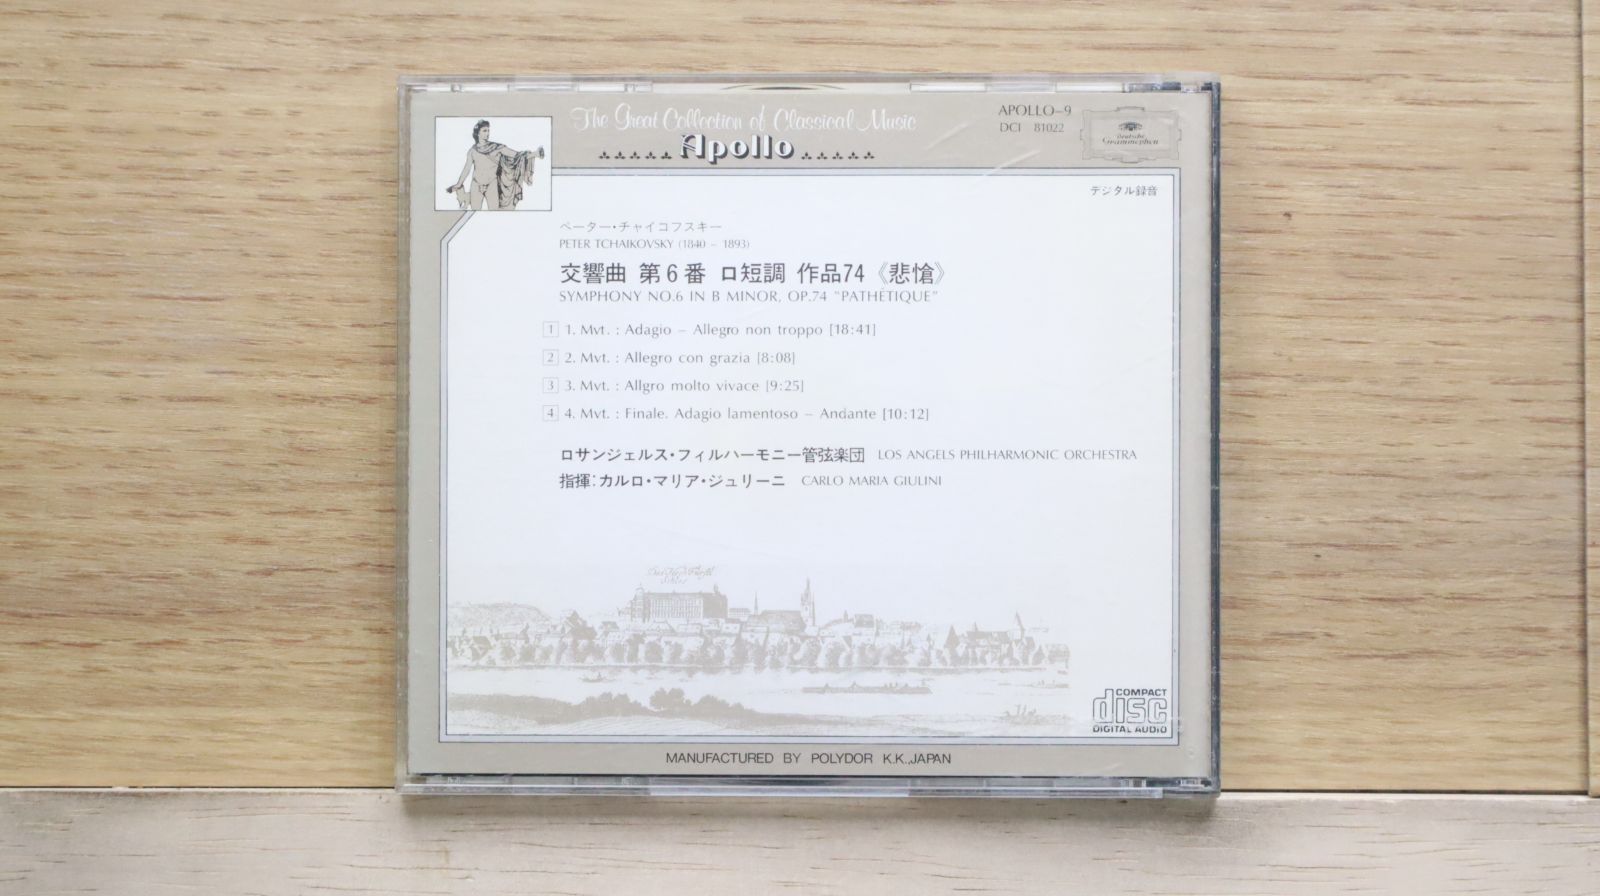 The Great Collection of Classical Music
Apollo
APOLLO–9
DCI 81022
Deutsche
Grammophon
デジタル録音
ペーター・チャイコフスキー
PETER TCHAIKOVSKY (1840 – 1893)
交響曲 第6番 ロ短調 作品74《悲愴》
SYMPHONY NO.6 IN B MINOR, OP.74 "PATHÉTIQUE"
1 1. Mvt. : Adagio – Allegro non troppo [18:41]
2 2. Mvt. : Allegro con grazia [8:08]
3 3. Mvt. : Allgro molto vivace [9:25]
4 4. Mvt. : Finale. Adagio lamentoso – Andante [10:12]
ロサンジェルス・フィルハーモニー管弦楽団 LOS ANGELS PHILHARMONIC ORCHESTRA
指揮：カルロ・マリア・ジュリーニ CARLO MARIA GIULINI
COMPACT
disc
DIGITAL AUDIO
MANUFACTURED BY POLYDOR K.K.,JAPAN